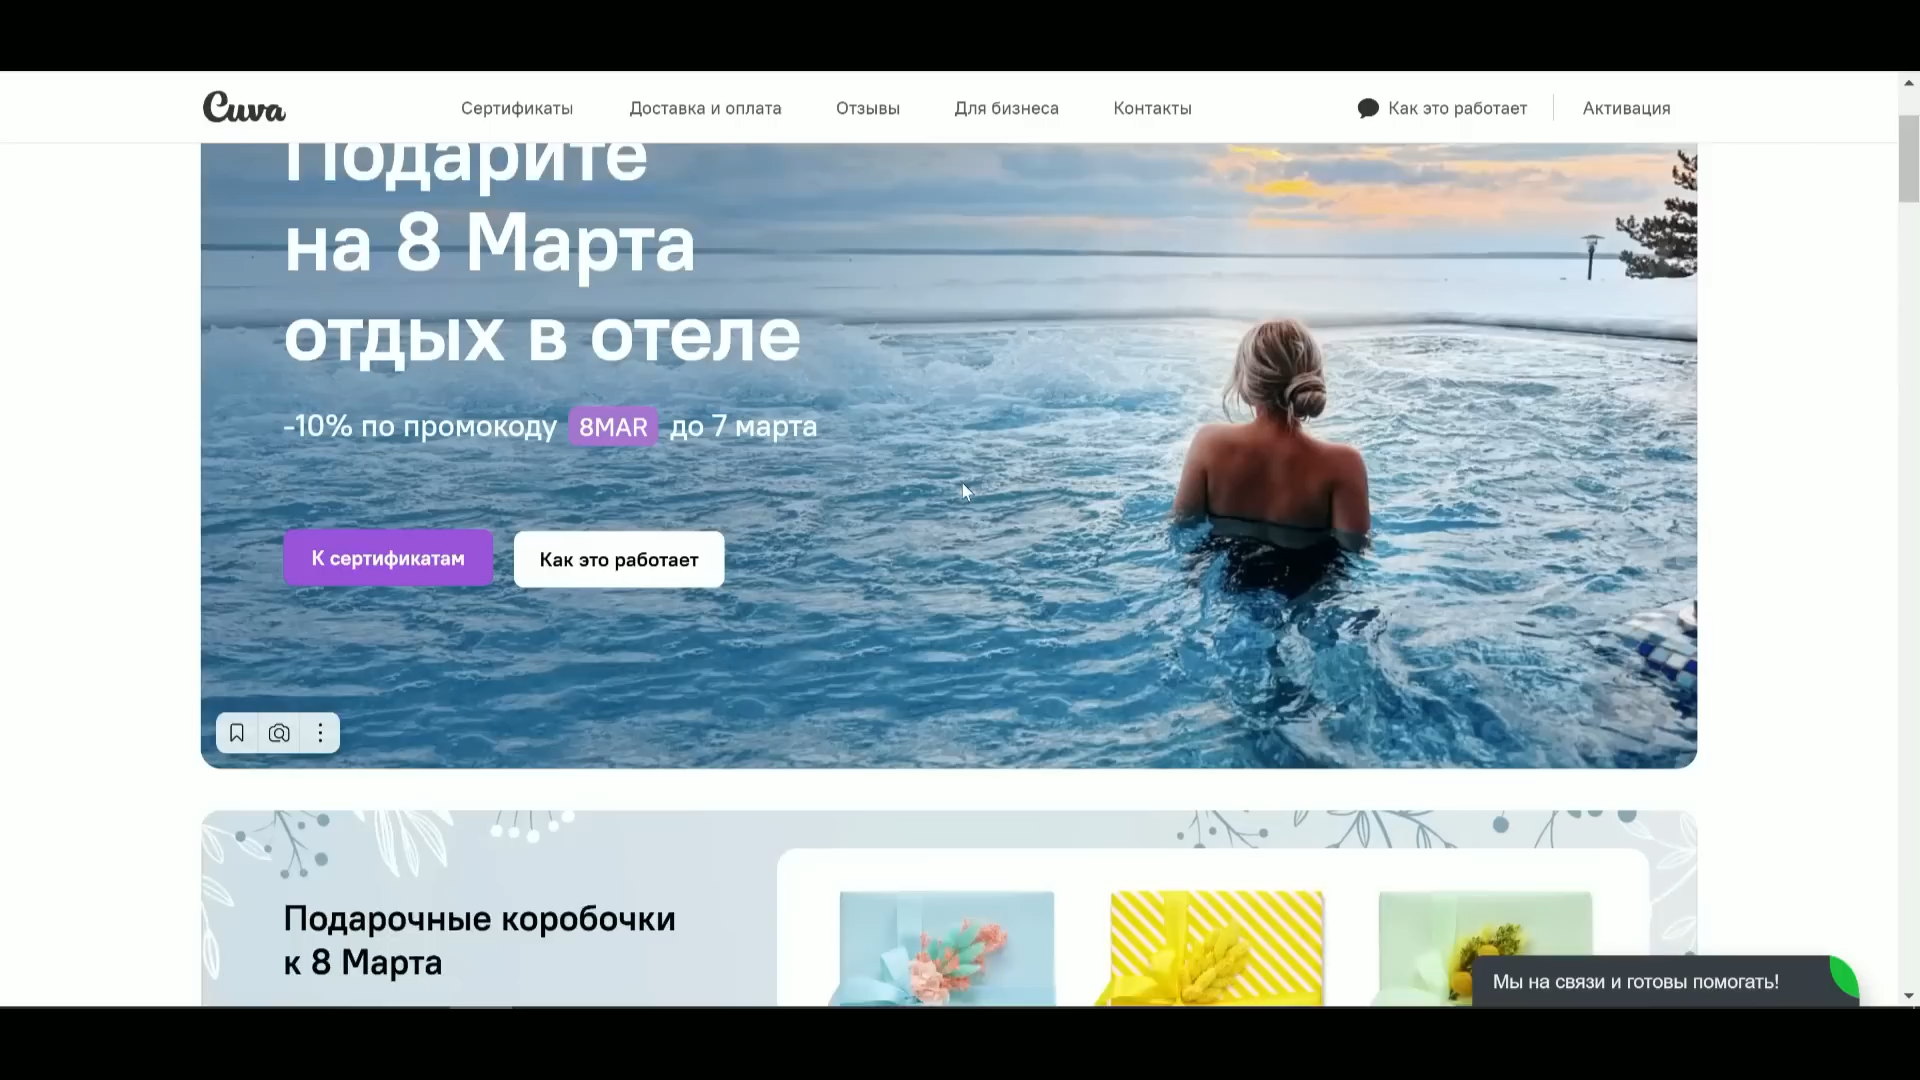 Cuva
Сертификаты
Доставка и оплата
Отзывы
Для бизнеса
Контакты
Как это работает
Активация
Подарите
на 8 Марта
отдых в отеле
-10% по промокоду 8MAR до 7 марта
К сертификатам
Как это работает
Подарочные коробочки
к 8 Марта
Мы на связи и готовы помогать!